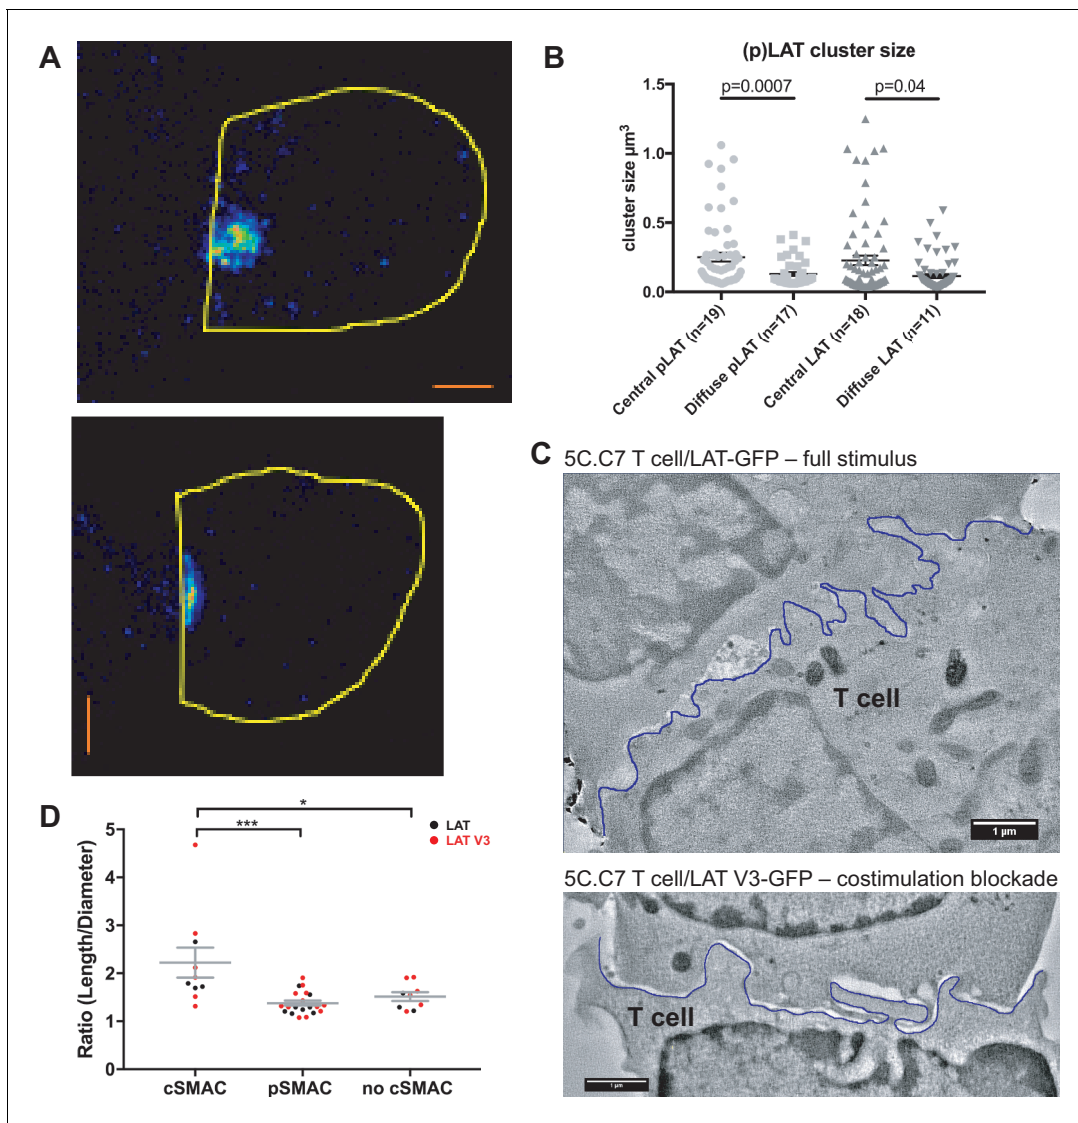 A
B
(p)LAT cluster size
cluster size µm3
1.5
1.0
0.5
0.0
p=0.0007
p=0.04
Central pLAT (n=19)
Diffuse pLAT (n=17)
Central LAT (n=18)
Diffuse LAT (n=11)
C
5C.C7 T cell/LAT-GFP – full stimulus
T cell
1 µm
5C.C7 T cell/LAT V3-GFP – costimulation blockade
T cell
1 µm
D
Ratio (Length/Diameter)
5
4
3
2
1
0
*
***
LAT
LAT V3
cSMAC
pSMAC
no cSMAC